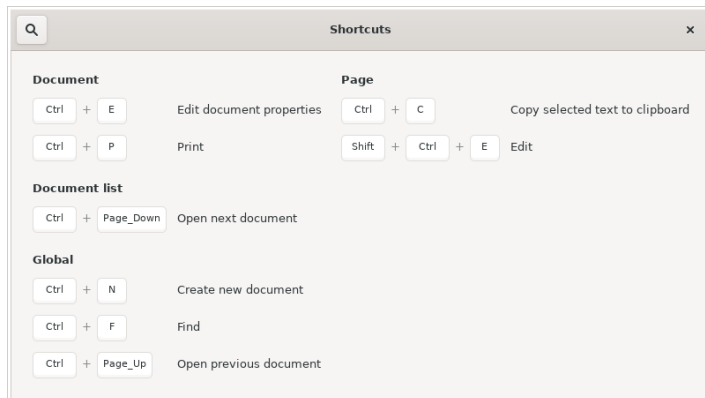 Shortcuts
Document
Ctrl + E Edit document properties
Ctrl + P Print
Document list
Ctrl + Page_Down Open next document
Global
Ctrl + N Create new document
Ctrl + F Find
Ctrl + Page_Up Open previous document
Page
Ctrl + C Copy selected text to clipboard
Shift + Ctrl + E Edit